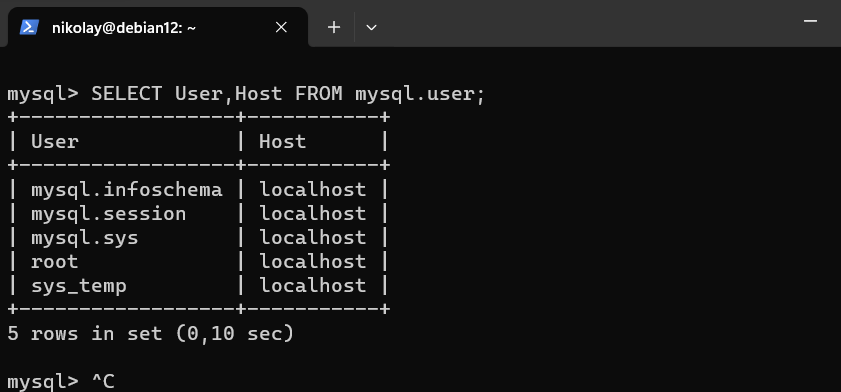 nikolay@debian12: ~
mysql> SELECT User,Host FROM mysql.user;
+------------------+-----------+
| User             | Host      |
+------------------+-----------+
| mysql.infoschema | localhost |
| mysql.session    | localhost |
| mysql.sys        | localhost |
| root             | localhost |
| sys_temp         | localhost |
+------------------+-----------+
5 rows in set (0,10 sec)
mysql> ^C